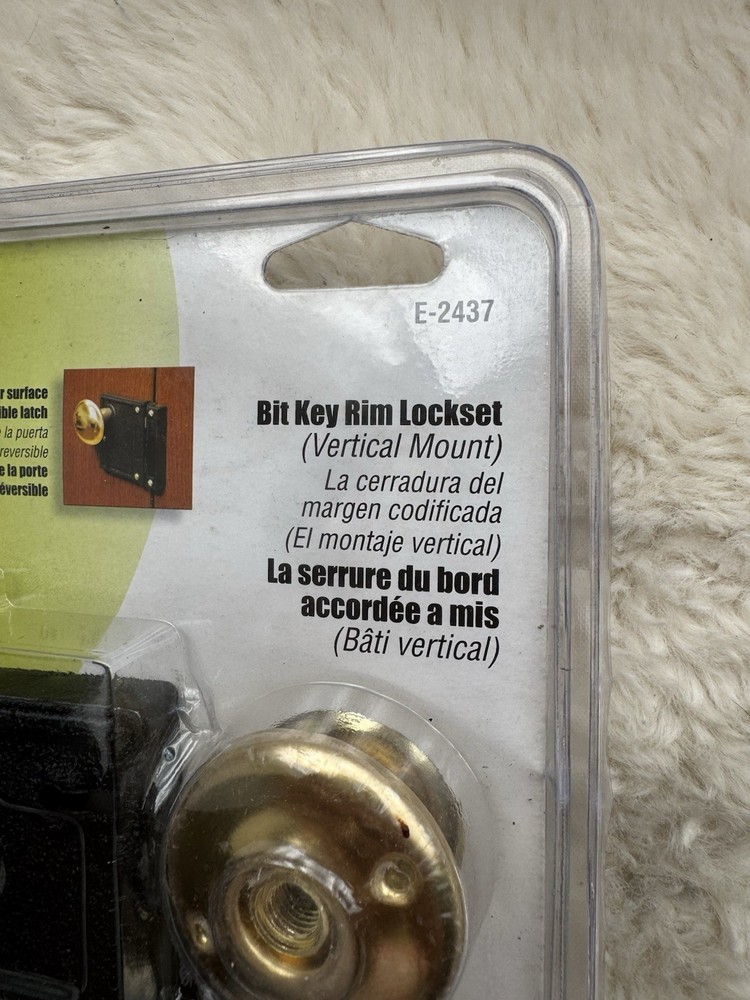 E-2437
r surface
ible latch
la puerta
reversible
e la porte
éversible
Bit Key Rim Lockset
(Vertical Mount)
La cerradura del
margen codificada
(El montaje vertical)
La serrure du bord
accordée a mis
(Bâti vertical)